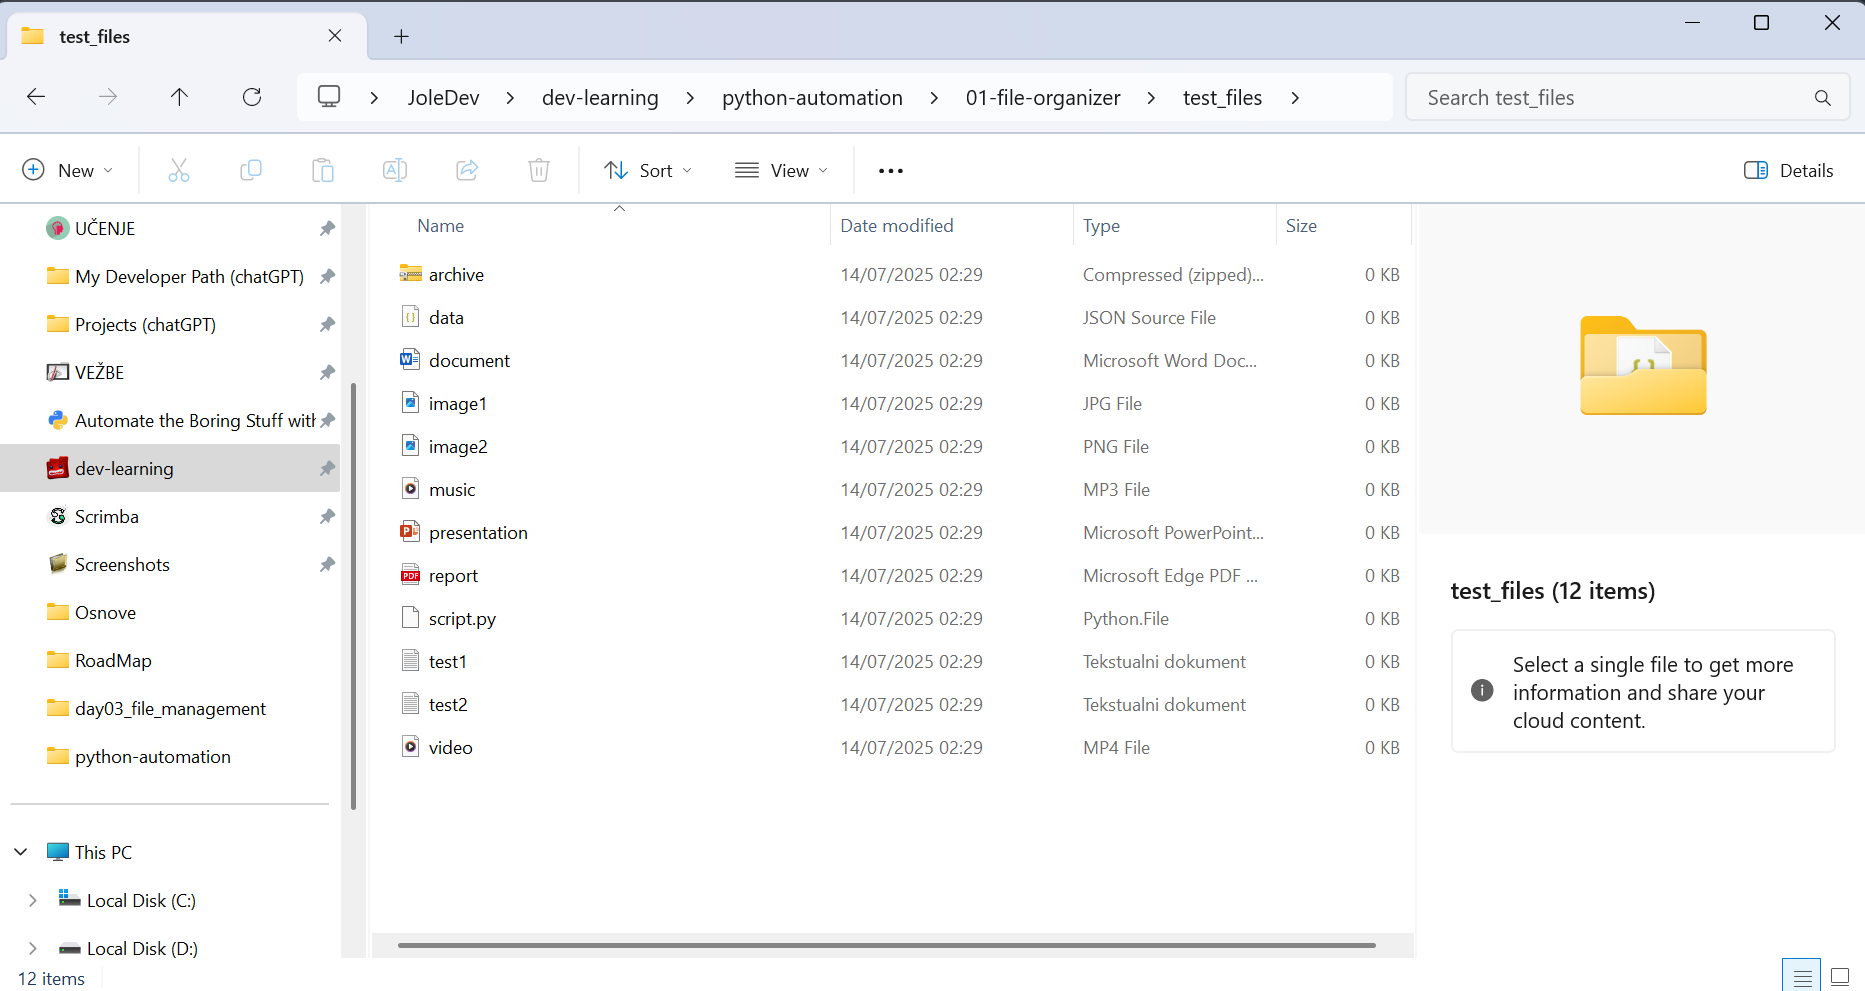 test_files
JoleDev dev-learning python-automation 01-file-organizer test_files
Search test_files
New Sort View Details
UČENJE
My Developer Path (chatGPT)
Projects (chatGPT)
VEŽBE
Automate the Boring Stuff with
dev-learning
Scrimba
Screenshots
Osnove
RoadMap
day03_file_management
python-automation
This PC
Local Disk (C:)
Local Disk (D:)
Name Date modified Type Size
archive 14/07/2025 02:29 Compressed (zipped)... 0 KB
data 14/07/2025 02:29 JSON Source File 0 KB
document 14/07/2025 02:29 Microsoft Word Doc... 0 KB
image1 14/07/2025 02:29 JPG File 0 KB
image2 14/07/2025 02:29 PNG File 0 KB
music 14/07/2025 02:29 MP3 File 0 KB
presentation 14/07/2025 02:29 Microsoft PowerPoint... 0 KB
report 14/07/2025 02:29 Microsoft Edge PDF ... 0 KB
script.py 14/07/2025 02:29 Python.File 0 KB
test1 14/07/2025 02:29 Tekstualni dokument 0 KB
test2 14/07/2025 02:29 Tekstualni dokument 0 KB
video 14/07/2025 02:29 MP4 File 0 KB
test_files (12 items)
Select a single file to get more
information and share your
cloud content.
12 items